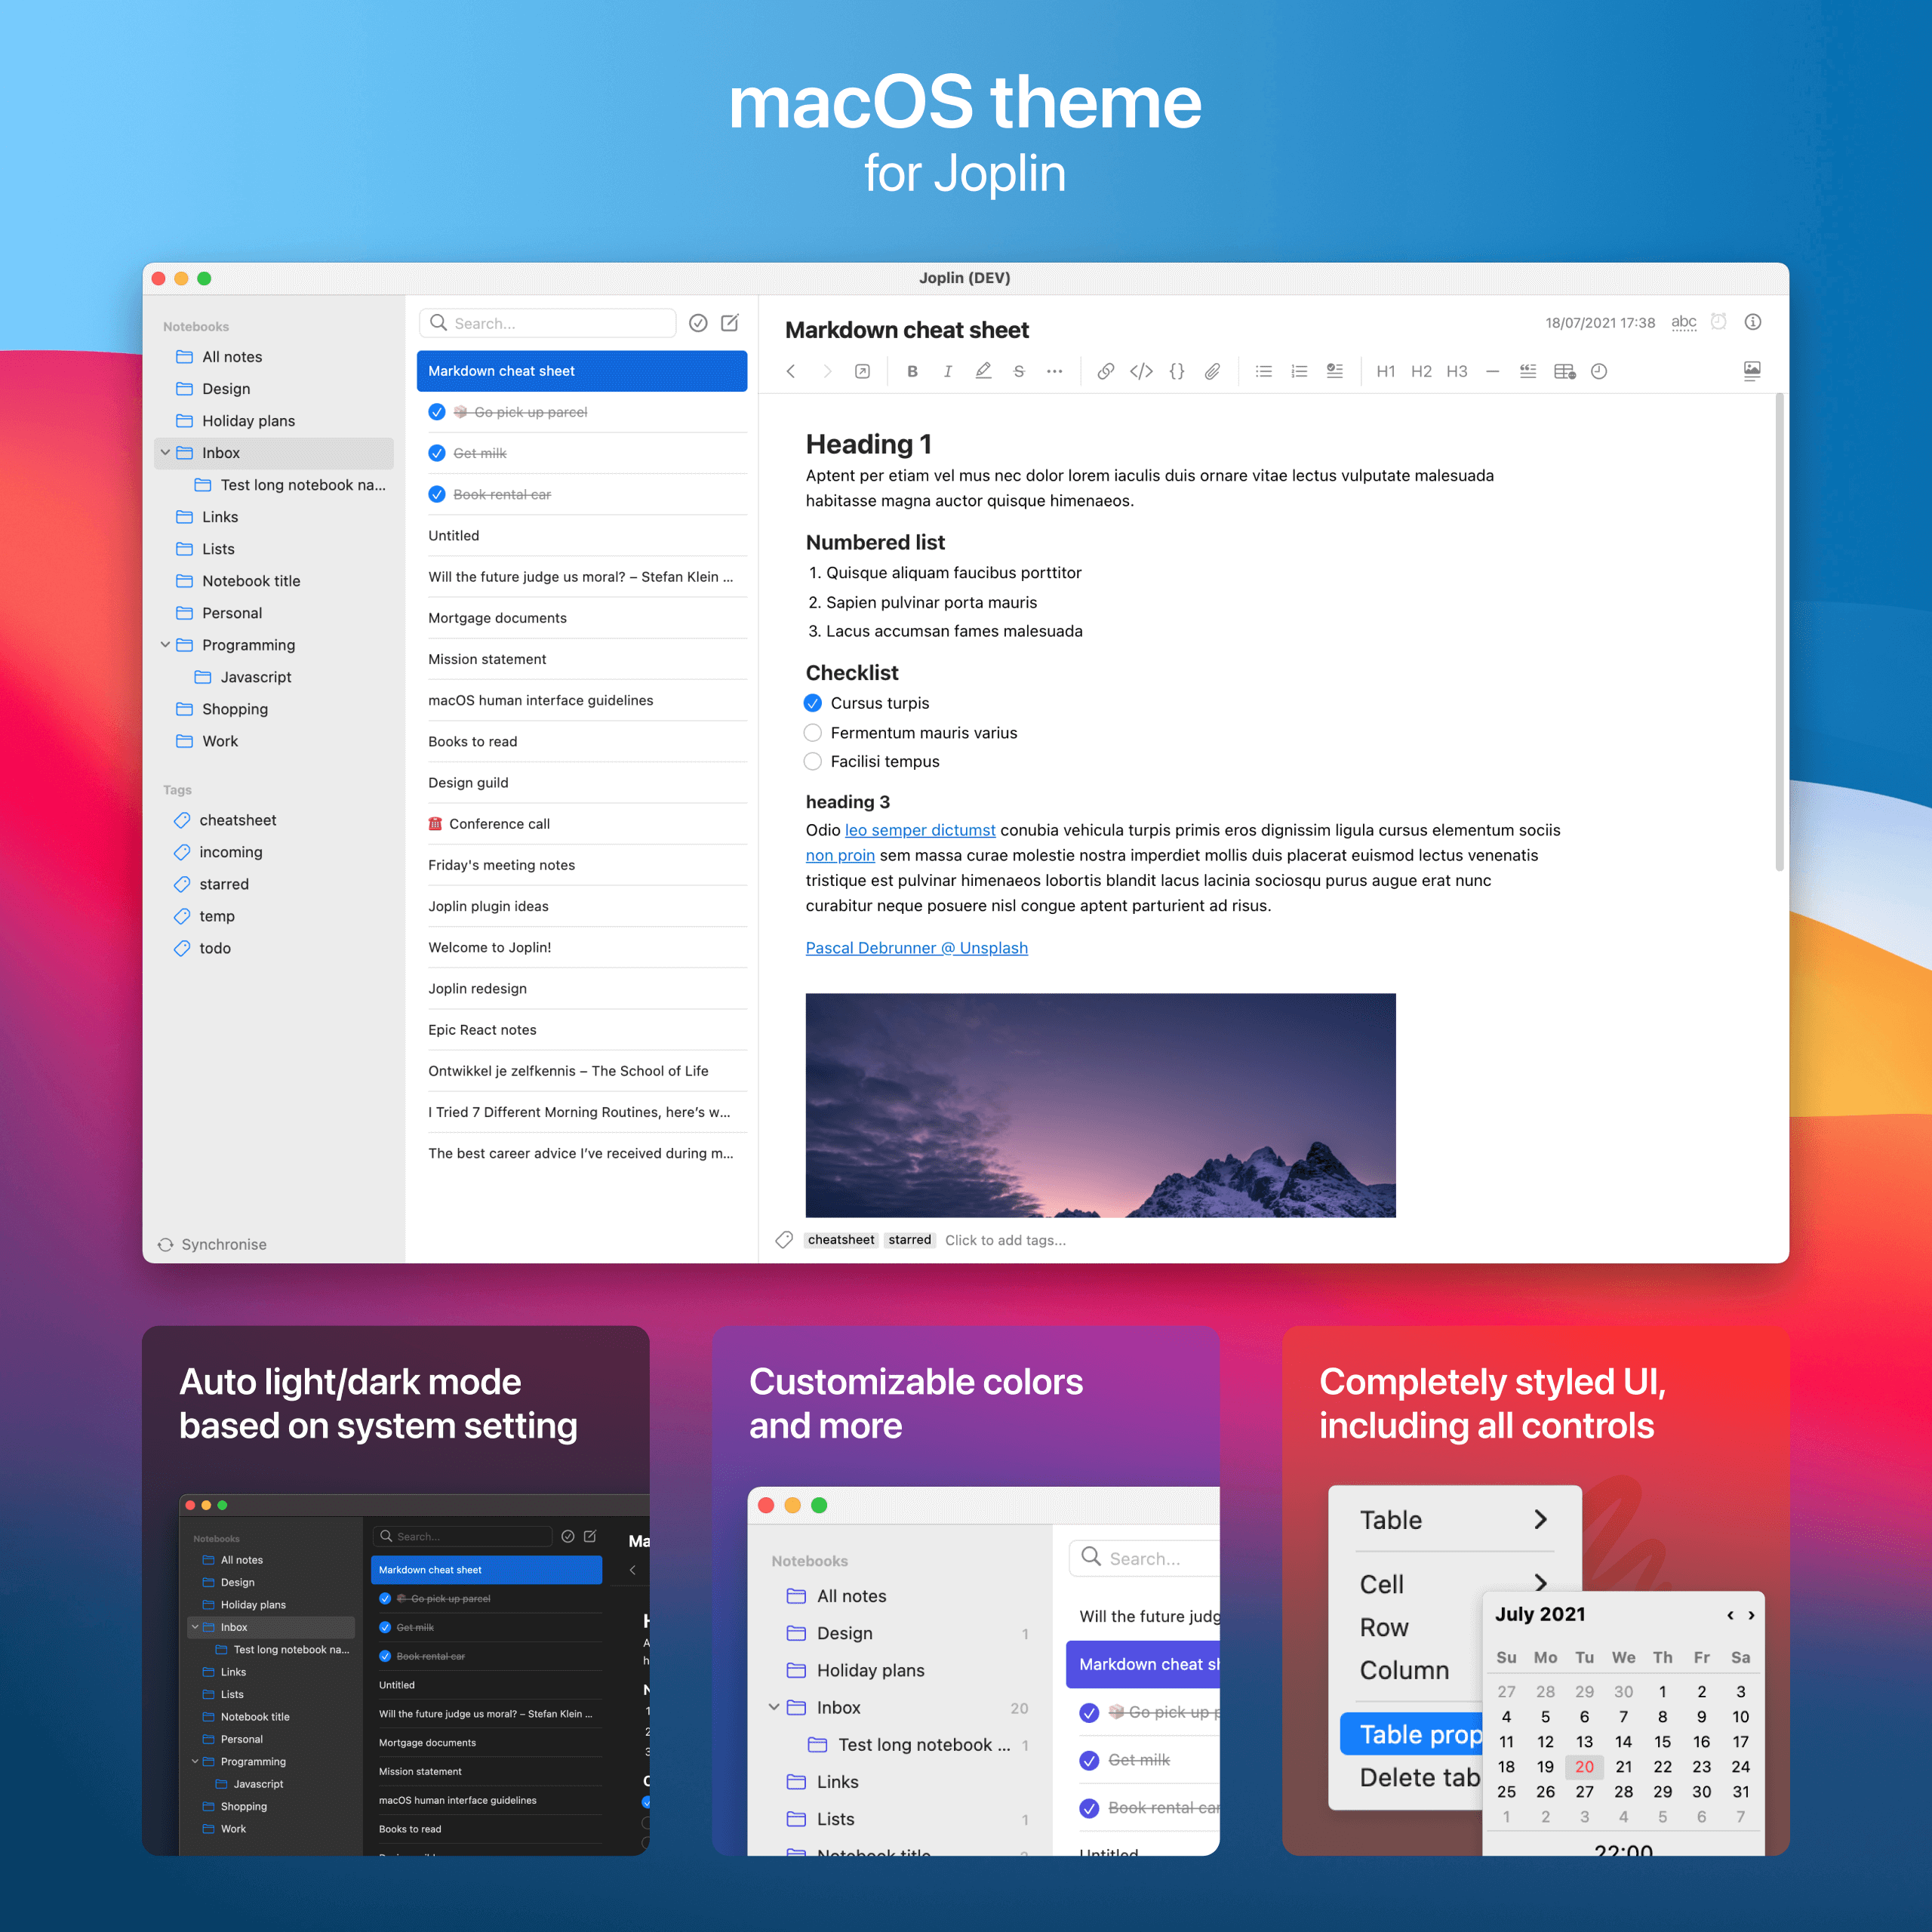 macOS theme
for Joplin
Joplin (DEV)
Notebooks
All notes
Design
Holiday plans
Inbox
Test long notebook na...
Links
Lists
Notebook title
Personal
Programming
Javascript
Shopping
Work
Tags
cheatsheet
incoming
starred
temp
todo
Synchronise
Search...
Markdown cheat sheet
Go pick up parcel
Get milk
Book rental car
Untitled
Will the future judge us moral? – Stefan Klein ...
Mortgage documents
Mission statement
macOS human interface guidelines
Books to read
Design guild
Conference call
Friday's meeting notes
Joplin plugin ideas
Welcome to Joplin!
Joplin redesign
Epic React notes
Ontwikkel je zelfkennis – The School of Life
I Tried 7 Different Morning Routines, here's w...
The best career advice I've received during m...
Markdown cheat sheet
18/07/2021 17:38 abc
B I S H1 H2 H3
Heading 1
Aptent per etiam vel mus nec dolor lorem iaculis duis ornare vitae lectus vulputate malesuada
habitasse magna auctor quisque himenaeos.
Numbered list
1. Quisque aliquam faucibus porttitor
2. Sapien pulvinar porta mauris
3. Lacus accumsan fames malesuada
Checklist
Cursus turpis
Fermentum mauris varius
Facilisi tempus
heading 3
Odio leo semper dictumst conubia vehicula turpis primis eros dignissim ligula cursus elementum sociis
non proin sem massa curae molestie nostra imperdiet mollis duis placerat euismod lectus venenatis
tristique est pulvinar himenaeos lobortis blandit lacus lacinia sociosqu purus augue erat nunc
curabitur neque posuere nisl congue aptent parturient ad risus.
Pascal Debrunner @ Unsplash
cheatsheet starred Click to add tags...
Auto light/dark mode
based on system setting
Notebooks
All notes
Design
Holiday plans
Inbox
Test long notebook na...
Links
Lists
Notebook title
Personal
Programming
Javascript
Shopping
Work
Search...
Markdown cheat sheet
Go pick up parcel
Get milk
Book rental car
Untitled
Will the future judge us moral? – Stefan Klein ...
Mortgage documents
Mission statement
macOS human interface guidelines
Books to read
Ma
Customizable colors
and more
Notebooks
All notes
Design 1
Holiday plans
Inbox 20
Test long notebook ... 1
Links
Lists 1
Notebook title
Search...
Will the future judg
Markdown cheat sh
Go pick up p
Get milk
Book rental car
Untitled
Completely styled UI,
including all controls
Table
Cell
Row
Column
Table prop
Delete tab
July 2021
Su Mo Tu We Th Fr Sa
27 28 29 30 1 2 3
4 5 6 7 8 9 10
11 12 13 14 15 16 17
18 19 20 21 22 23 24
25 26 27 28 29 30 31
1 2 3 4 5 6 7
22:00